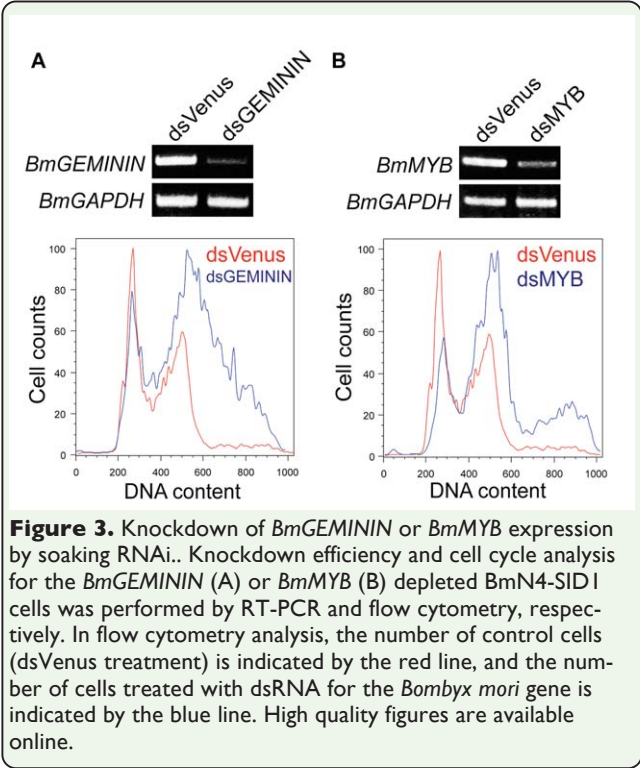 A
dsVenus
dsGEMININ
BmGEMININ
BmGAPDH
100
80
60
40
20
0
Cell counts
dsVenus
dsGEMININ
0 200 400 600 800 1000
DNA content
B
dsVenus
dsMYB
BmMYB
BmGAPDH
100
80
60
40
20
0
Cell counts
dsVenus
dsMYB
0 200 400 600 800 1000
DNA content
Figure 3. Knockdown of BmGEMININ or BmMYB expression
by soaking RNAi.. Knockdown efficiency and cell cycle analysis
for the BmGEMININ (A) or BmMYB (B) depleted BmN4-SID1
cells was performed by RT-PCR and flow cytometry, respec-
tively. In flow cytometry analysis, the number of control cells
(dsVenus treatment) is indicated by the red line, and the num-
ber of cells treated with dsRNA for the Bombyx mori gene is
indicated by the blue line. High quality figures are available
online.